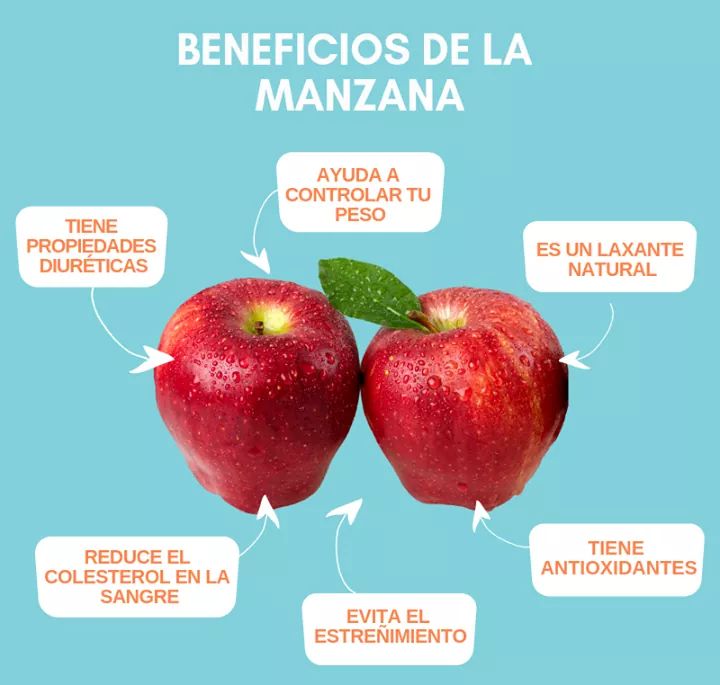 BENEFICIOS DE LA
MANZANA
AYUDA A
CONTROLAR TU
PESO
TIENE
PROPIEDADES
DIURÉTICAS
ES UN LAXANTE
NATURAL
REDUCE EL
COLESTEROL EN LA
SANGRE
TIENE
ANTIOXIDANTES
EVITA EL
ESTREÑIMIENTO